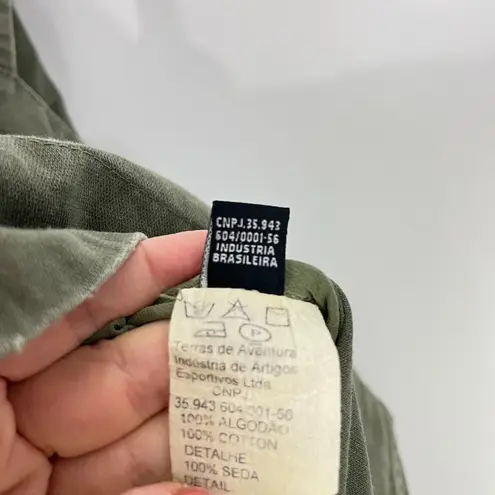 CNPJ.35.943
604/0001-56
INDUSTRIA
BRASILEIRA
P
Terras de Aventura
Indústria de Artigos
Esportivos Ltda
CNPJ
35.943 604 001-56
100% ALGODÃO
100% COTTON
DETALHE
100% SEDA
DETAIL